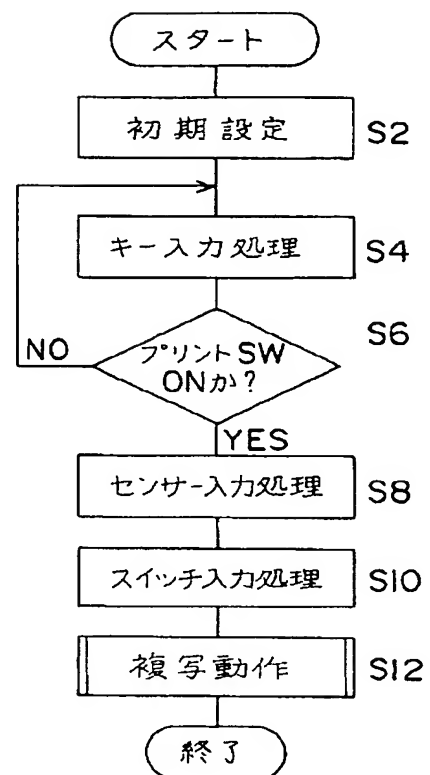 スタート
初期設定 S2
キー入力処理 S4
プリントSW S6
ONか?
NO
YES
センサー入力処理 S8
スイッチ入力処理 S10
複写動作 S12
終了